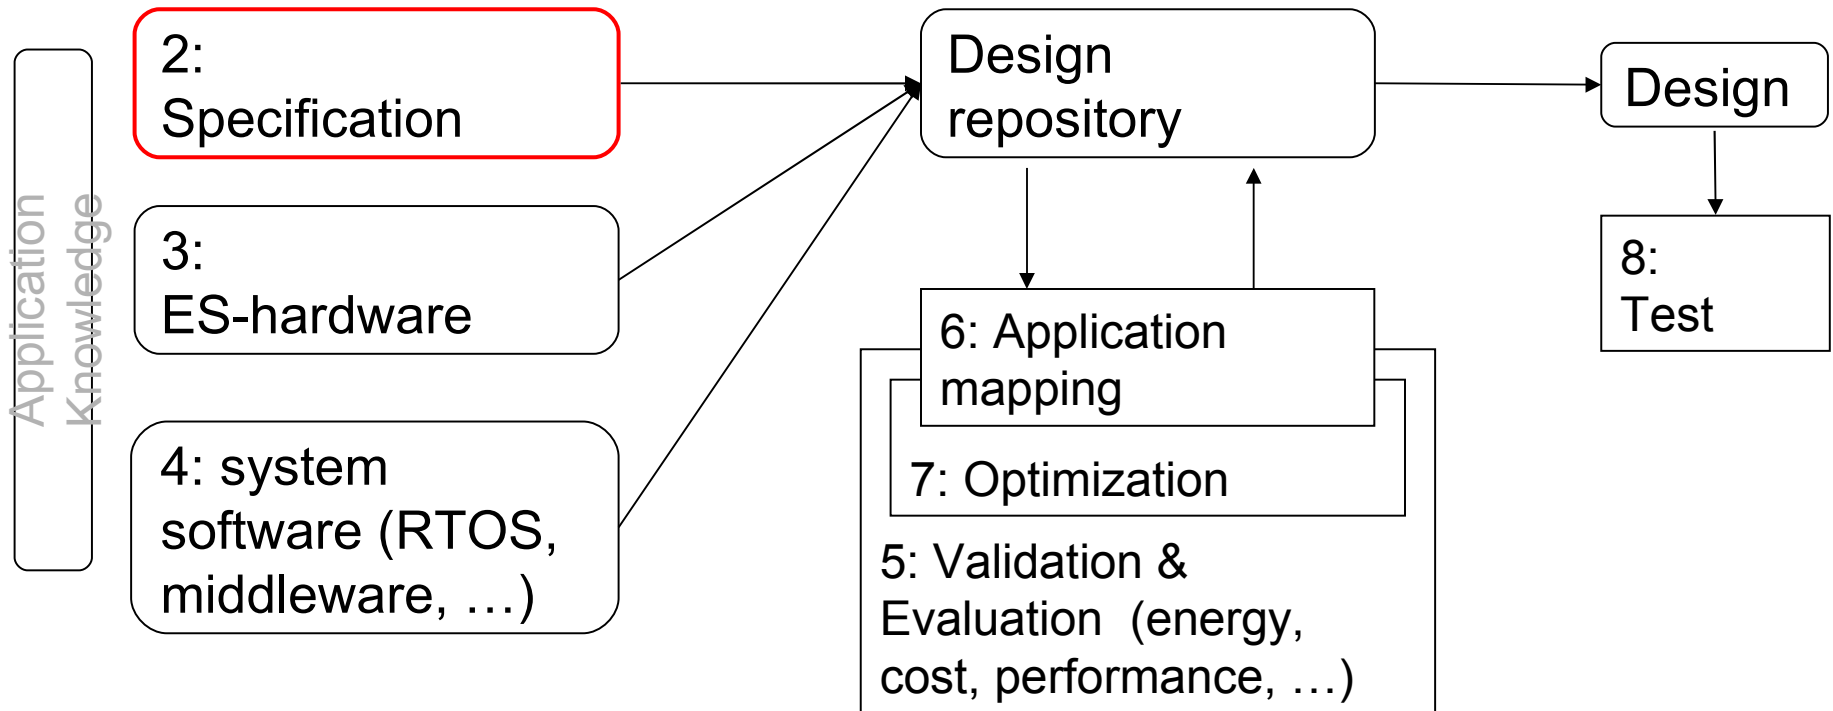 Application
Knowledge
2:
Specification
3:
ES-hardware
4: system
software (RTOS,
middleware, …)
Design
repository
6: Application
mapping
7: Optimization
5: Validation &
Evaluation  (energy,
cost, performance, …)
Design
8:
Test